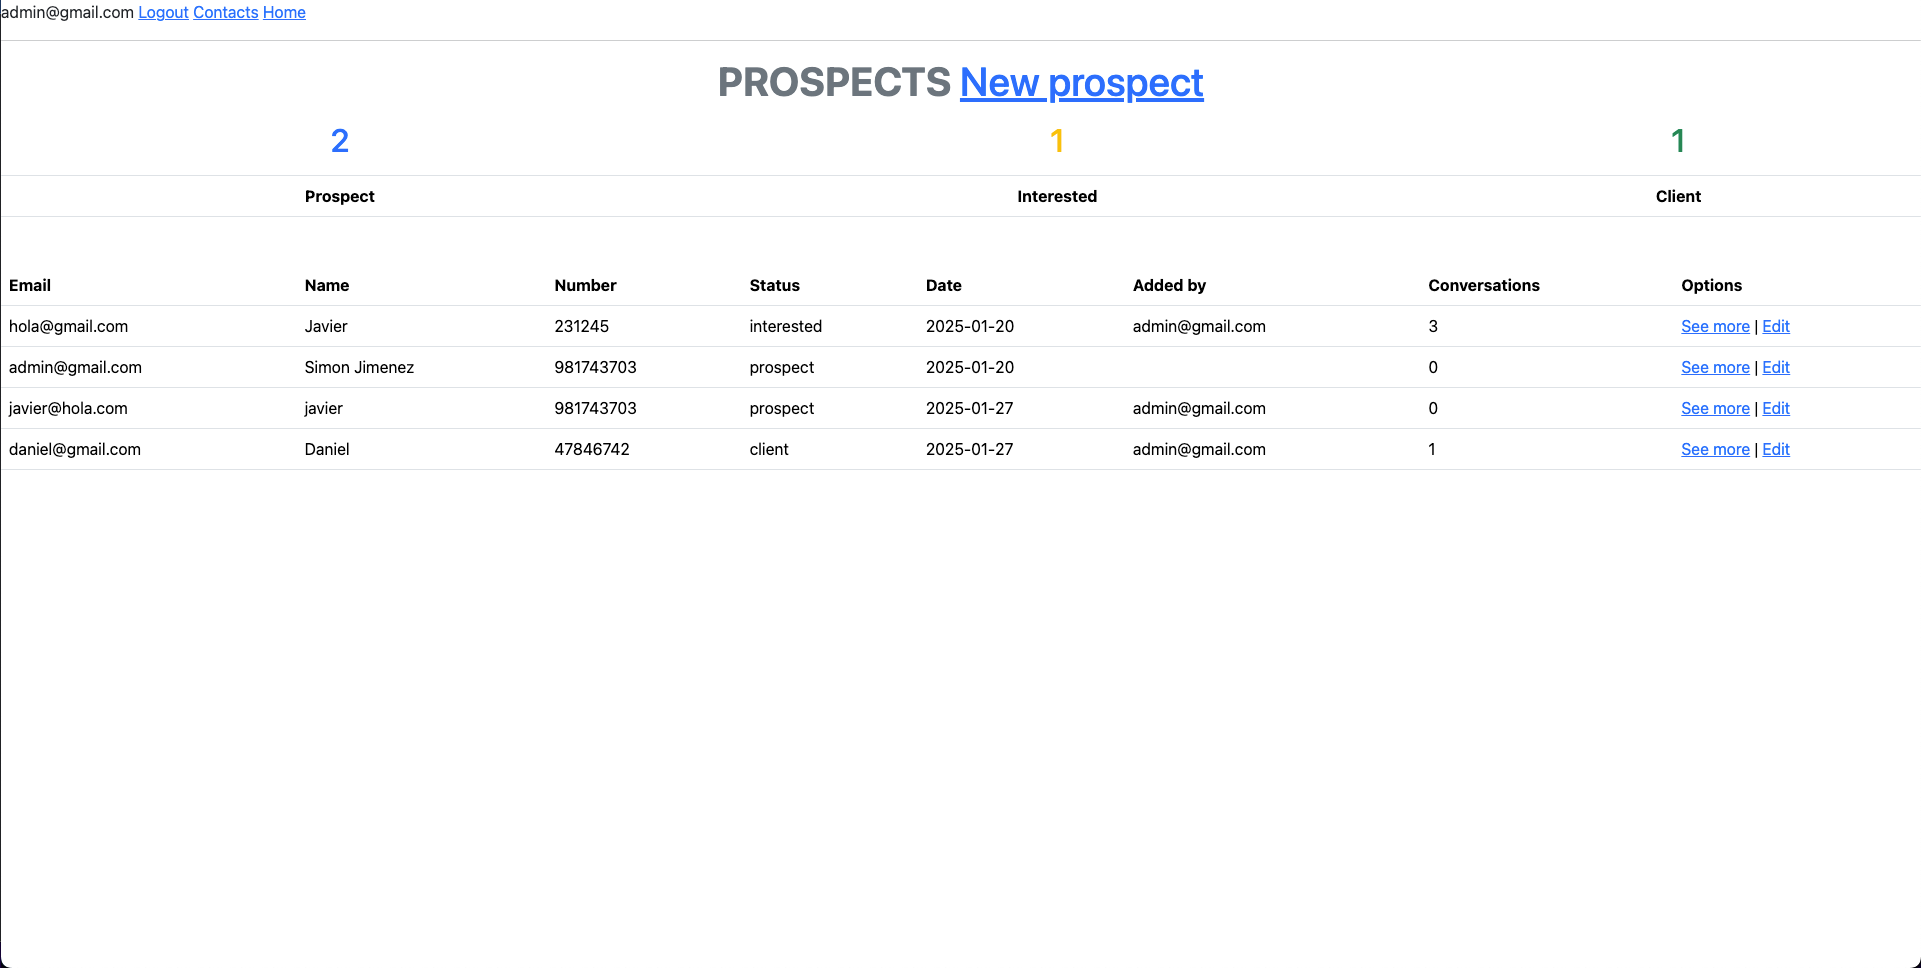 admin@gmail.com Logout Contacts Home
PROSPECTS New prospect
2 1 1
Prospect Interested Client
Email Name Number Status Date Added by Conversations Options
hola@gmail.com Javier 231245 interested 2025-01-20 admin@gmail.com 3 See more | Edit
admin@gmail.com Simon Jimenez 981743703 prospect 2025-01-20 0 See more | Edit
javier@hola.com javier 981743703 prospect 2025-01-27 admin@gmail.com 0 See more | Edit
daniel@gmail.com Daniel 47846742 client 2025-01-27 admin@gmail.com 1 See more | Edit